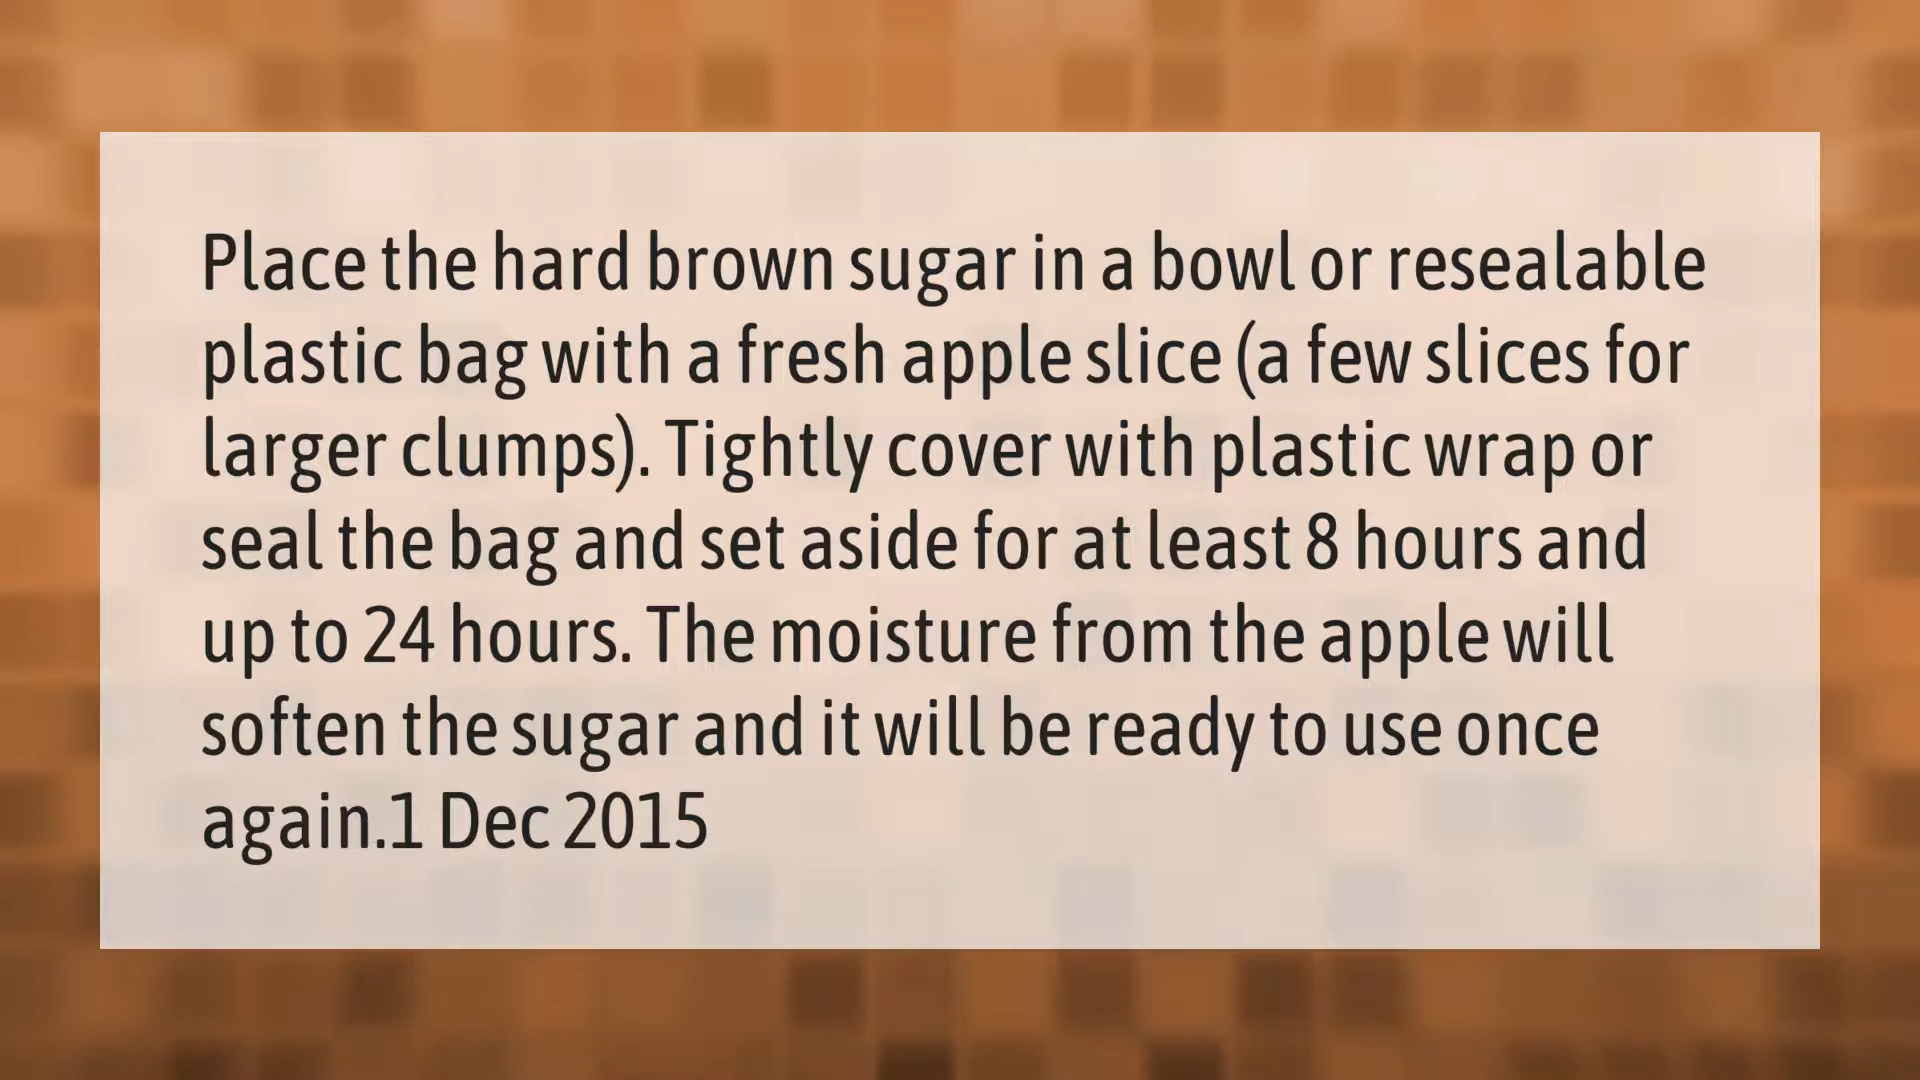 Place the hard brown sugar in a bowl or resealable
plastic bag with a fresh apple slice (a few slices for
larger clumps). Tightly cover with plastic wrap or
seal the bag and set aside for at least 8 hours and
up to 24 hours. The moisture from the apple will
soften the sugar and it will be ready to use once
again.1 Dec 2015